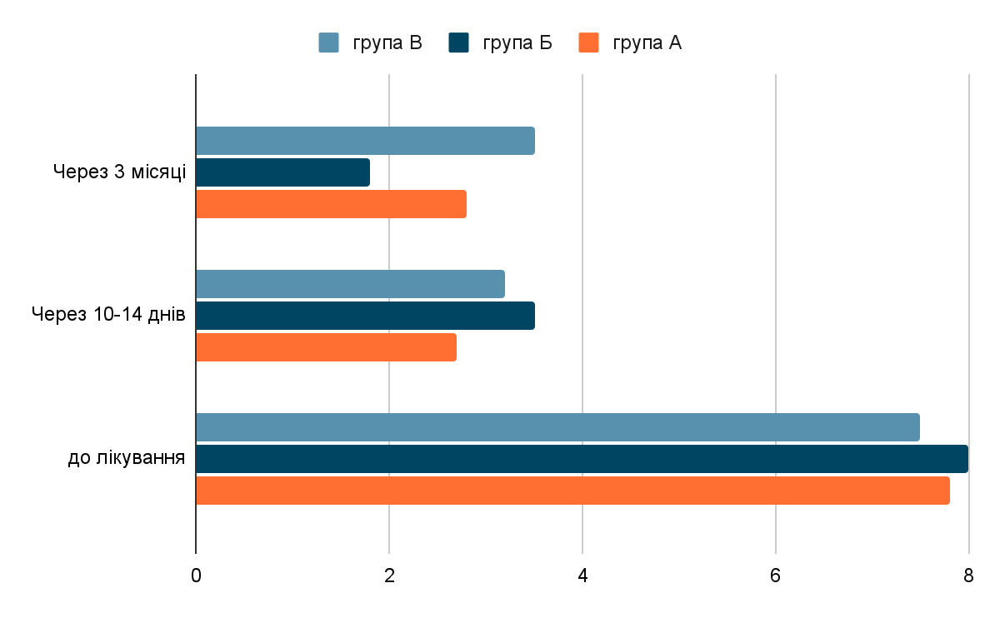 група В група Б група А
Через 3 місяці
Через 10-14 днів
до лікування
0 2 4 6 8